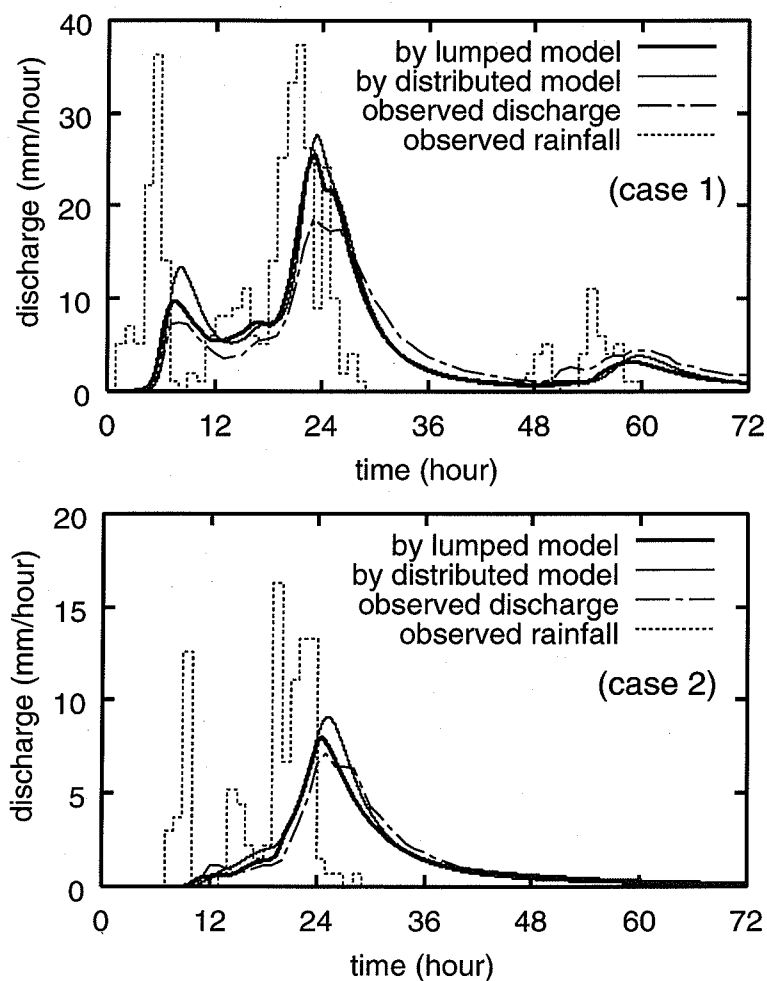 40
30
20
10
0
discharge (mm/hour)
by lumped model
by distributed model
observed discharge
observed rainfall
(case 1)
0 12 24 36 48 60 72
time (hour)
20
15
10
5
0
discharge (mm/hour)
by lumped model
by distributed model
observed discharge
observed rainfall
(case 2)
0 12 24 36 48 60 72
time (hour)